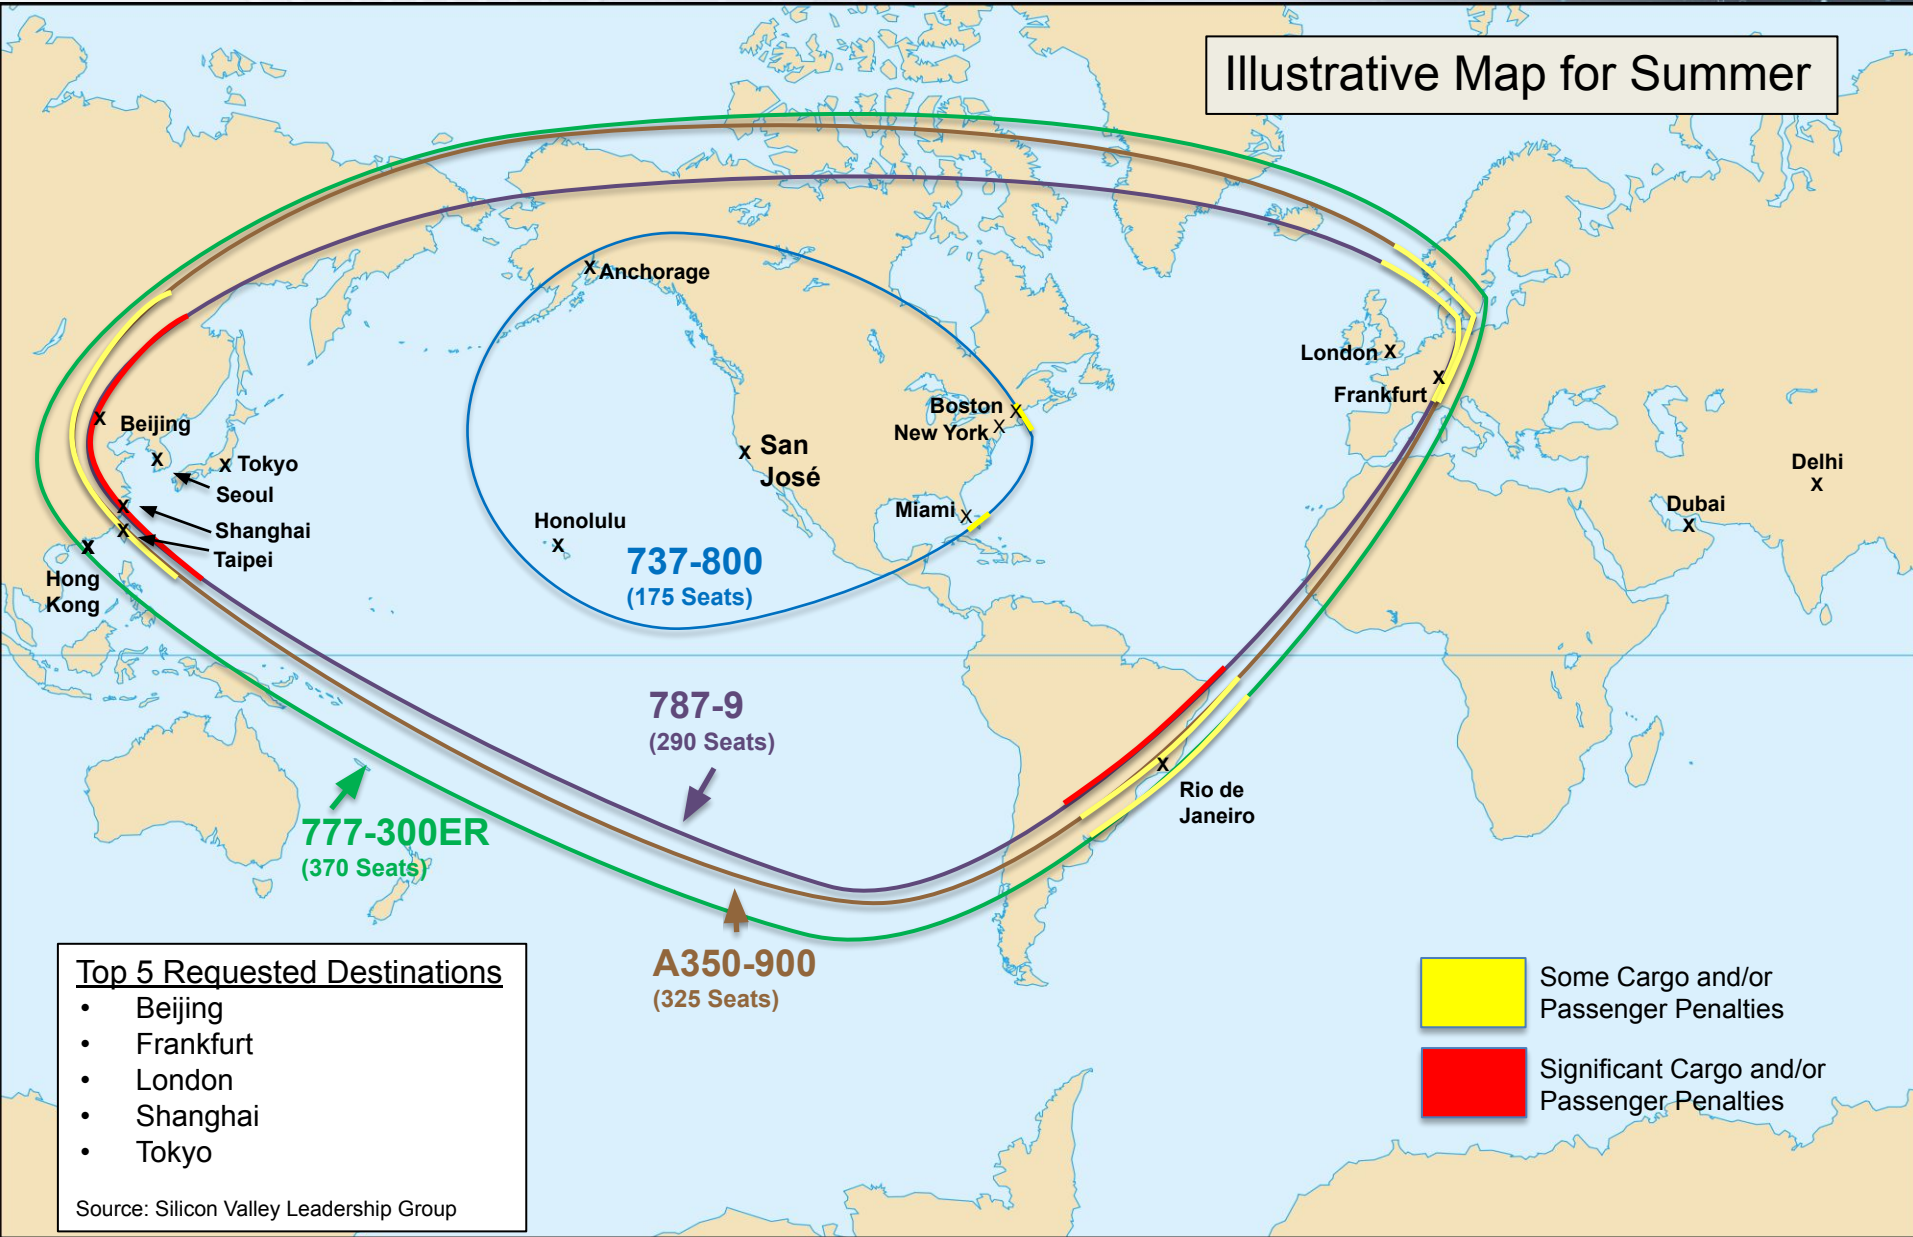 Illustrative Map for Summer
x Anchorage
London x
x
Frankfurt
Boston x
New York x
x
Beijing
x
x Tokyo
Seoul
x San
José
Delhi
x
Dubai
x
Miami x
x
Shanghai
x
Taipei
x
Hong
Kong
Honolulu
x
737-800
(175 Seats)
787-9
(290 Seats)
x
Rio de
Janeiro
777-300ER
(370 Seats)
A350-900
(325 Seats)
Top 5 Requested Destinations
• Beijing
• Frankfurt
• London
• Shanghai
• Tokyo
Source: Silicon Valley Leadership Group
Some Cargo and/or
Passenger Penalties
Significant Cargo and/or
Passenger Penalties